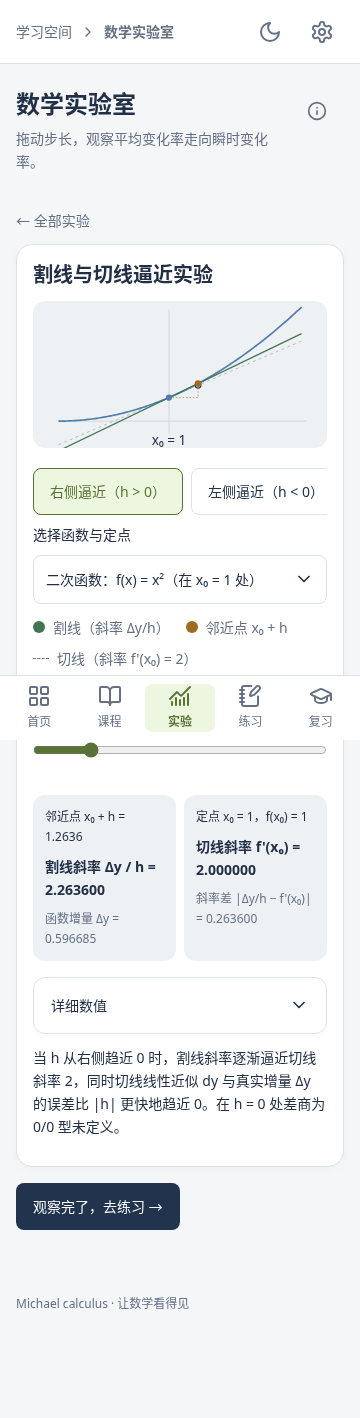 学习空间 > 数学实验室
数学实验室
拖动步长，观察平均变化率走向瞬时变化
率。
← 全部实验
割线与切线逼近实验
x₀ = 1
右侧逼近（h > 0） 左侧逼近（h < 0）
选择函数与定点
二次函数：f(x) = x²（在 x₀ = 1 处）
割线（斜率 Δy/h） 邻近点 x₀ + h
切线（斜率 f'(x₀) = 2）
首页 课程 实验 练习 复习
邻近点 x₀ + h =
1.2636
割线斜率 Δy / h =
2.263600
函数增量 Δy =
0.596685
定点 x₀ = 1，f(x₀) = 1
切线斜率 f'(x₀) =
2.000000
斜率差 |Δy/h − f'(x₀)|
= 0.263600
详细数值
当 h 从右侧趋近 0 时，割线斜率逐渐逼近切线
斜率 2，同时切线线性近似 dy 与真实增量 Δy
的误差比 |h| 更快地趋近 0。在 h = 0 处差商为
0/0 型未定义。
观察完了，去练习 →
Michael calculus · 让数学看得见